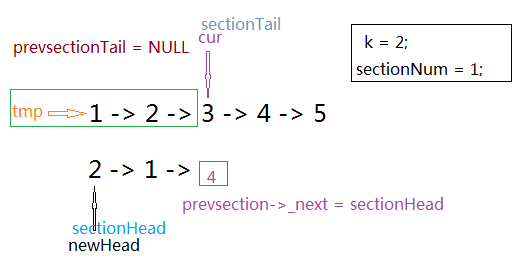 sectionTail
cur
prevsectionTail = NULL
k = 2;
sectionNum = 1;
tmp
1 -> 2 -> 3 -> 4 -> 5
2 -> 1 -> 4
prevsection->_next = sectionHead
sectionHead
newHead